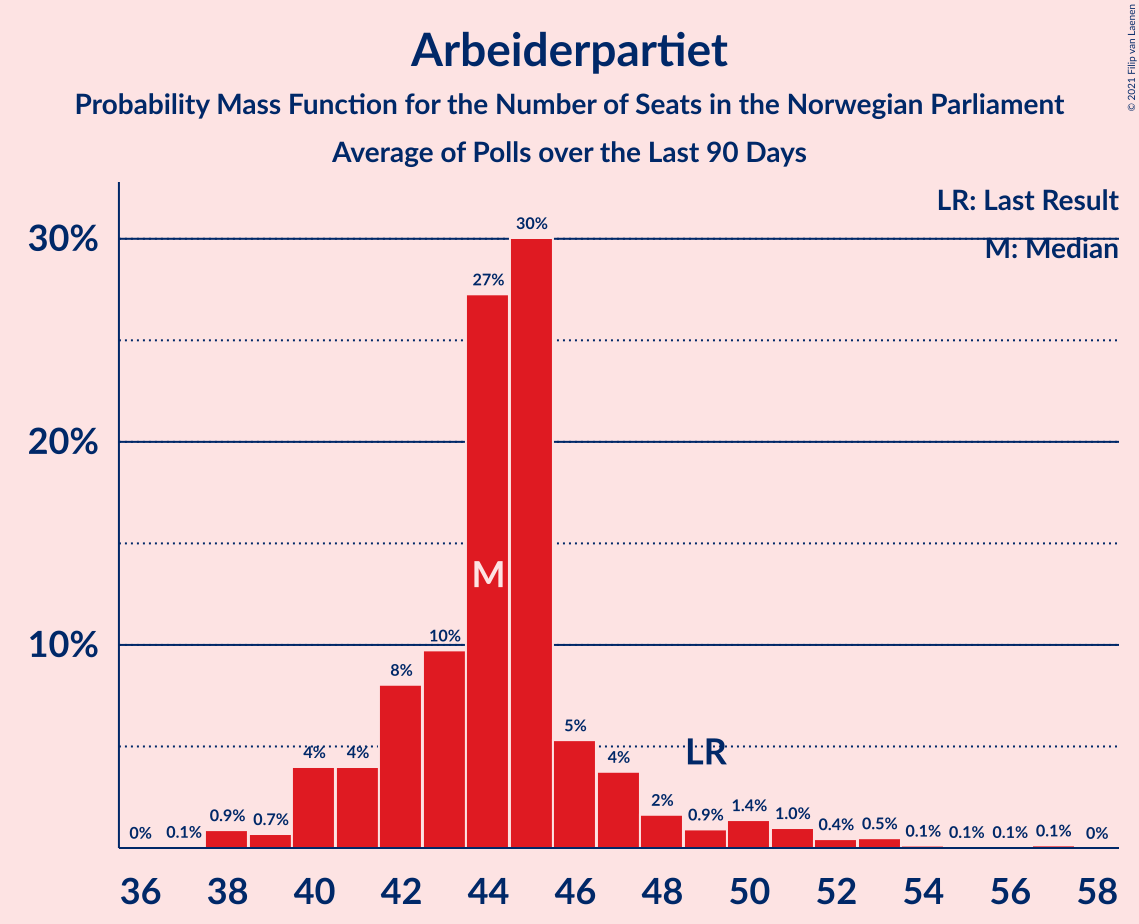 Arbeiderpartiet
Probability Mass Function for the Number of Seats in the Norwegian Parliament
Average of Polls over the Last 90 Days
© 2021 Filip van Laenen
LR: Last Result
M: Median
30%
20%
10%
0% 0.1% 0.9% 0.7% 4% 4% 8% 10% 27% 30% 5% 4% 2% 0.9% 1.4% 1.0% 0.4% 0.5% 0.1% 0.1% 0.1% 0.1% 0%
M
LR
36 38 40 42 44 46 48 50 52 54 56 58